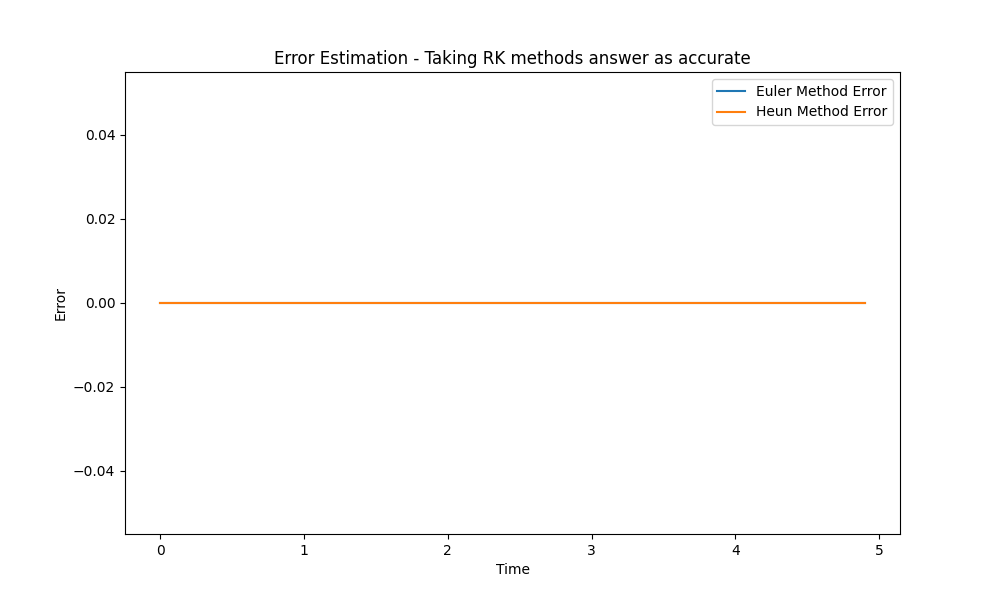 Error Estimation - Taking RK methods answer as accurate
Euler Method Error
Heun Method Error
0.04
0.02
0.00
−0.02
−0.04
Error
0 1 2 3 4 5
Time